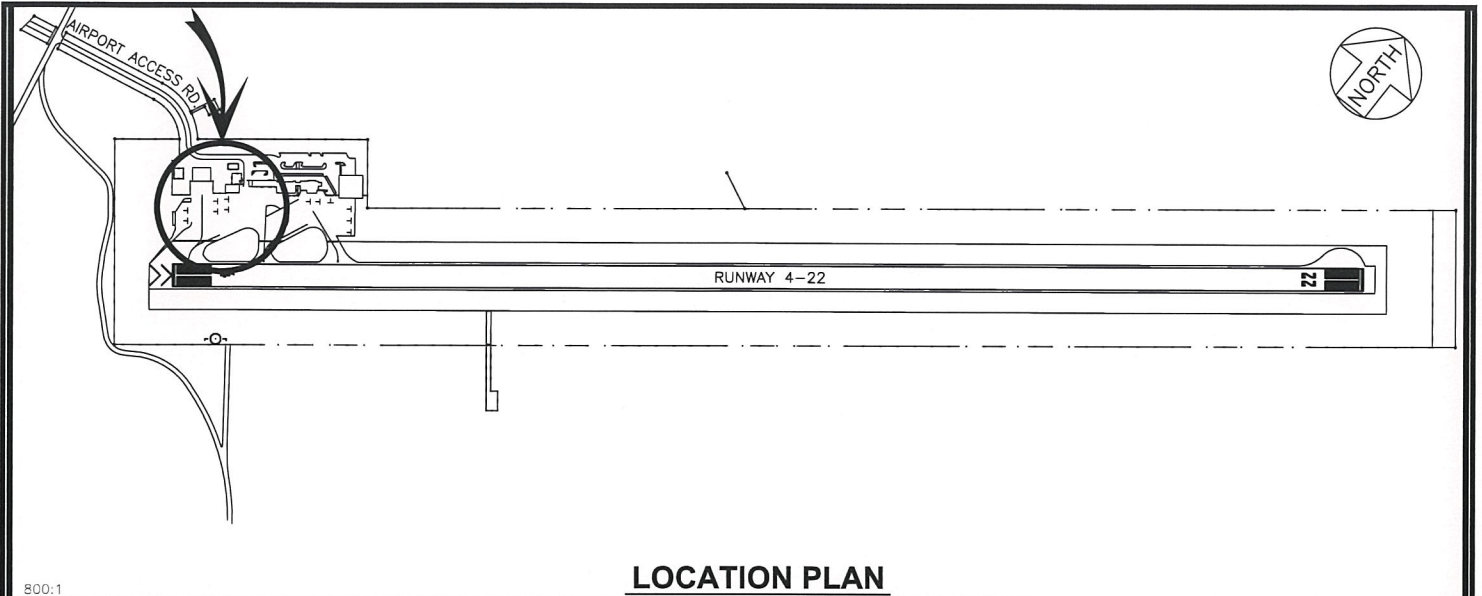 AIRPORT ACCESS RD.
NORTH
RUNWAY 4-22
22
LOCATION PLAN
800:1